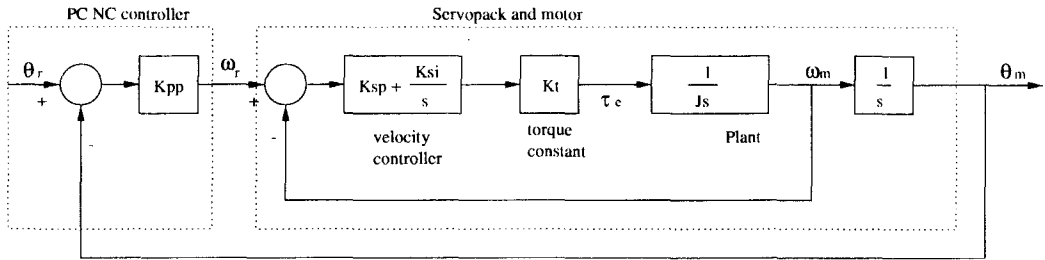 PC NC controller
Servopack and motor
θr
+
-
Kpp
ωr
+
-
Ksp + Ksi
s
velocity
controller
Kt
torque
constant
τe
1
Js
Plant
ωm
1
s
θm